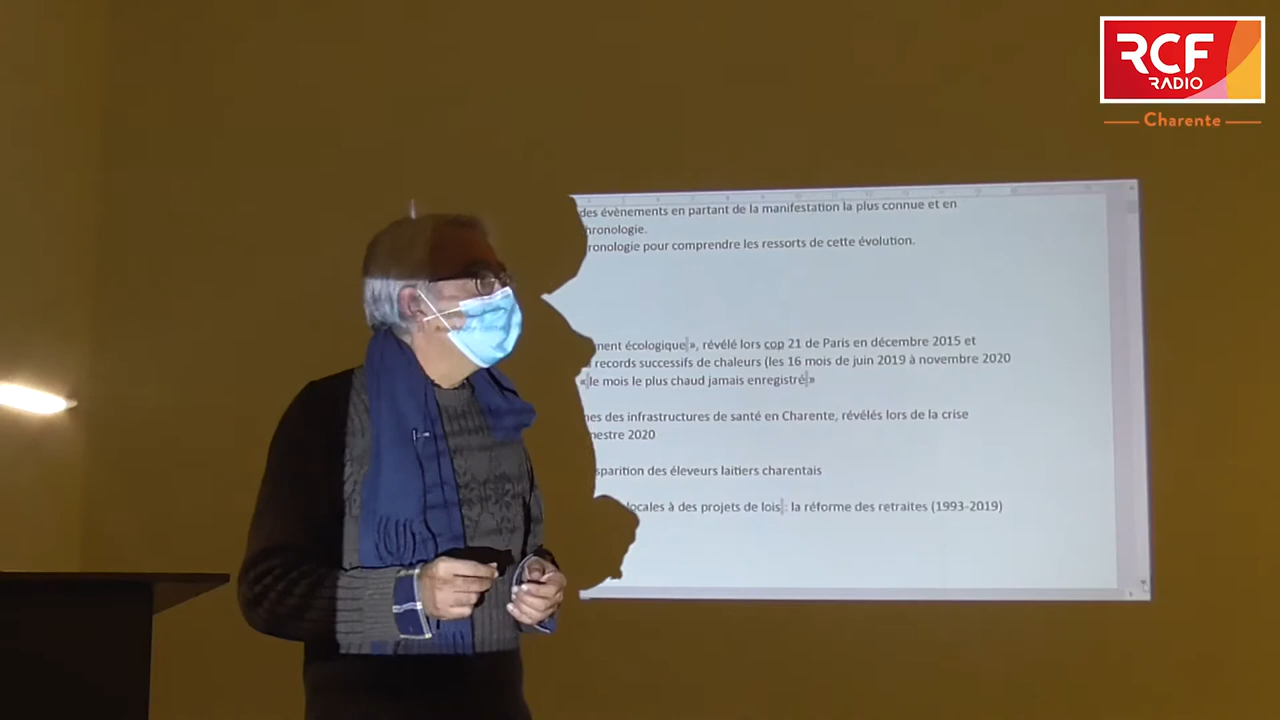 RCF
RADIO
Charente
des évènements en partant de la manifestation la plus connue et en
hronologie.
ronologie pour comprendre les ressorts de cette évolution.
ment écologique », révélé lors cop 21 de Paris en décembre 2015 et
records successifs de chaleurs (les 16 mois de juin 2019 à novembre 2020
« le mois le plus chaud jamais enregistré »
nes des infrastructures de santé en Charente, révélés lors de la crise
mestre 2020
sparition des éleveurs laitiers charentais
locales à des projets de lois : la réforme des retraites (1993-2019)